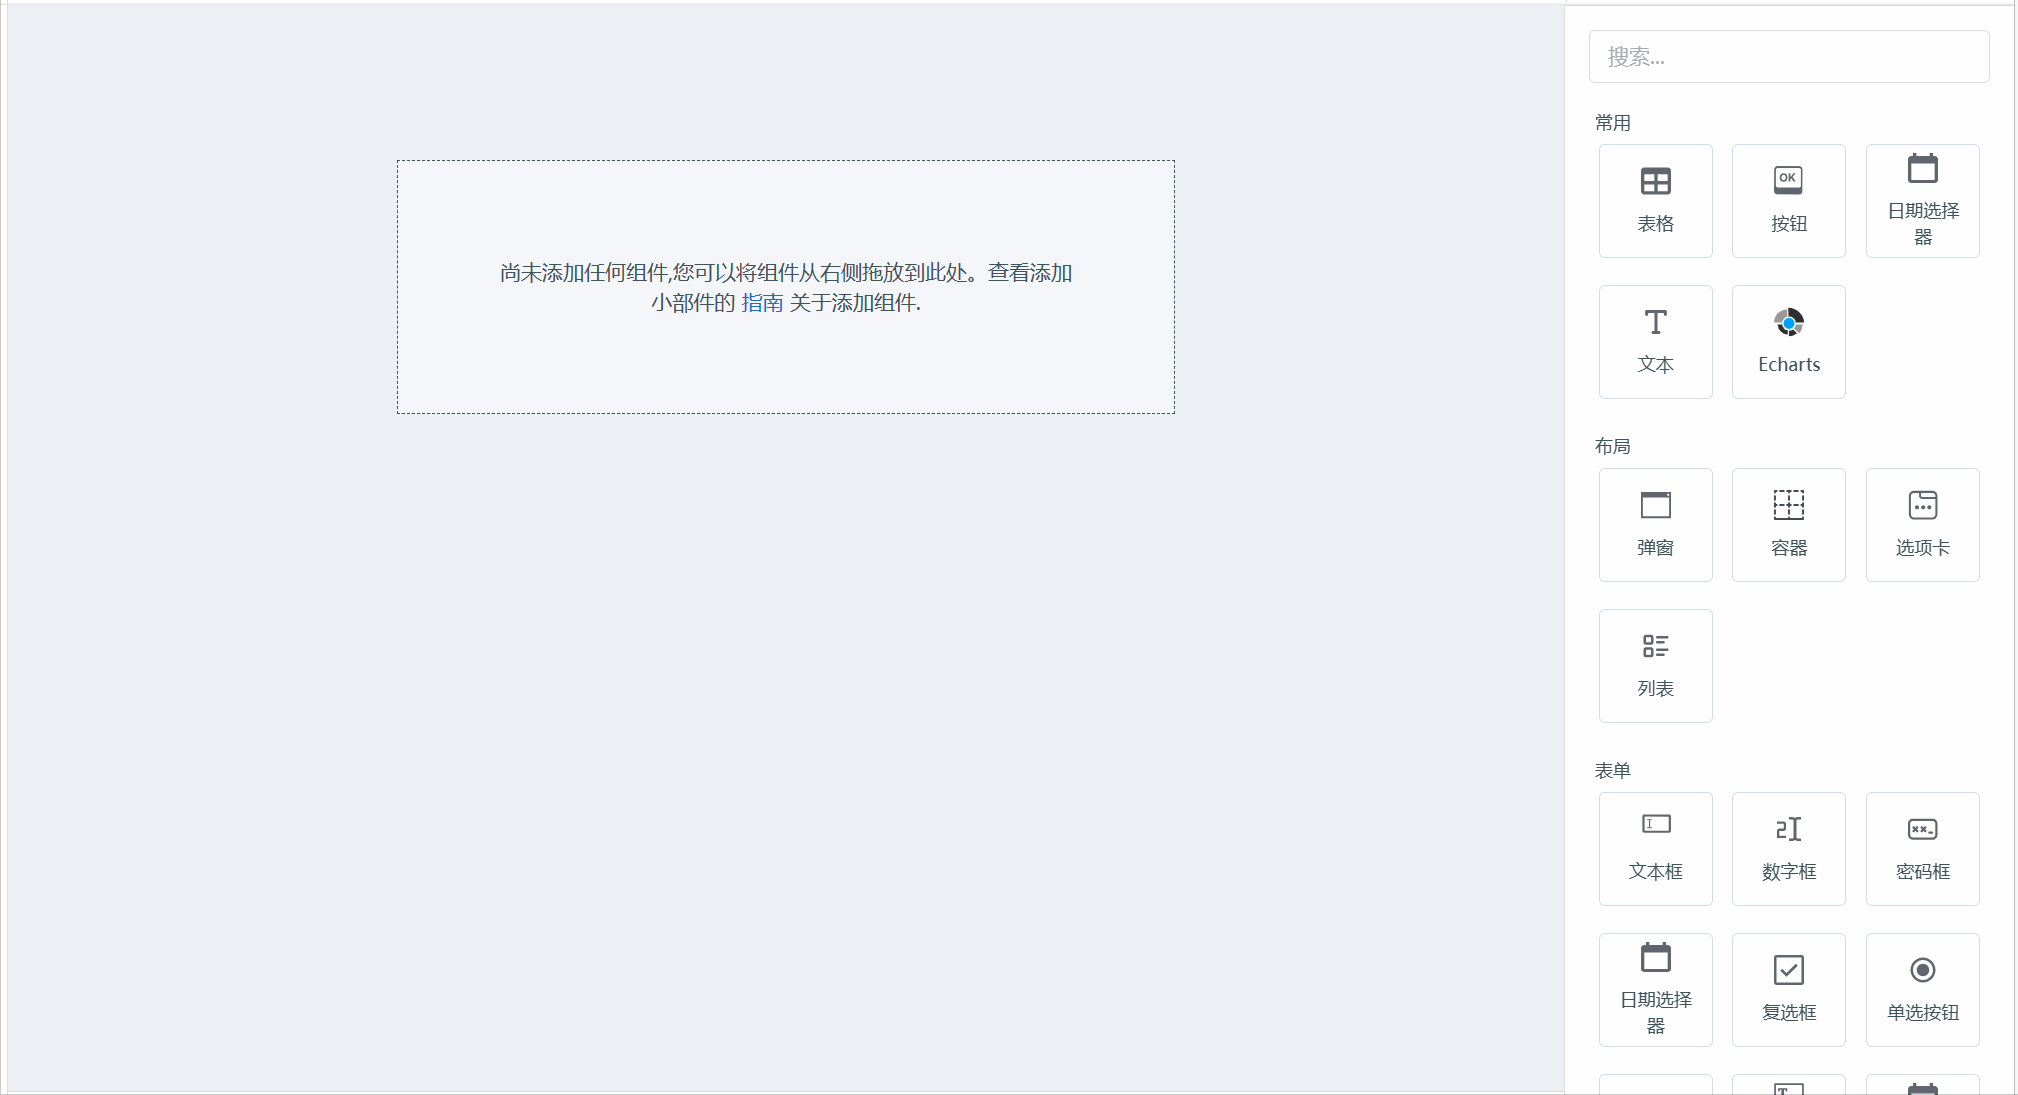 搜索...
常用
表格
按钮
OK
日期选择
器
文本
Echarts
尚未添加任何组件,您可以将组件从右侧拖放到此处。查看添加
小部件的 指南 关于添加组件.
布局
弹窗
容器
选项卡
列表
表单
文本框
数字框
密码框
日期选择
器
复选框
单选按钮